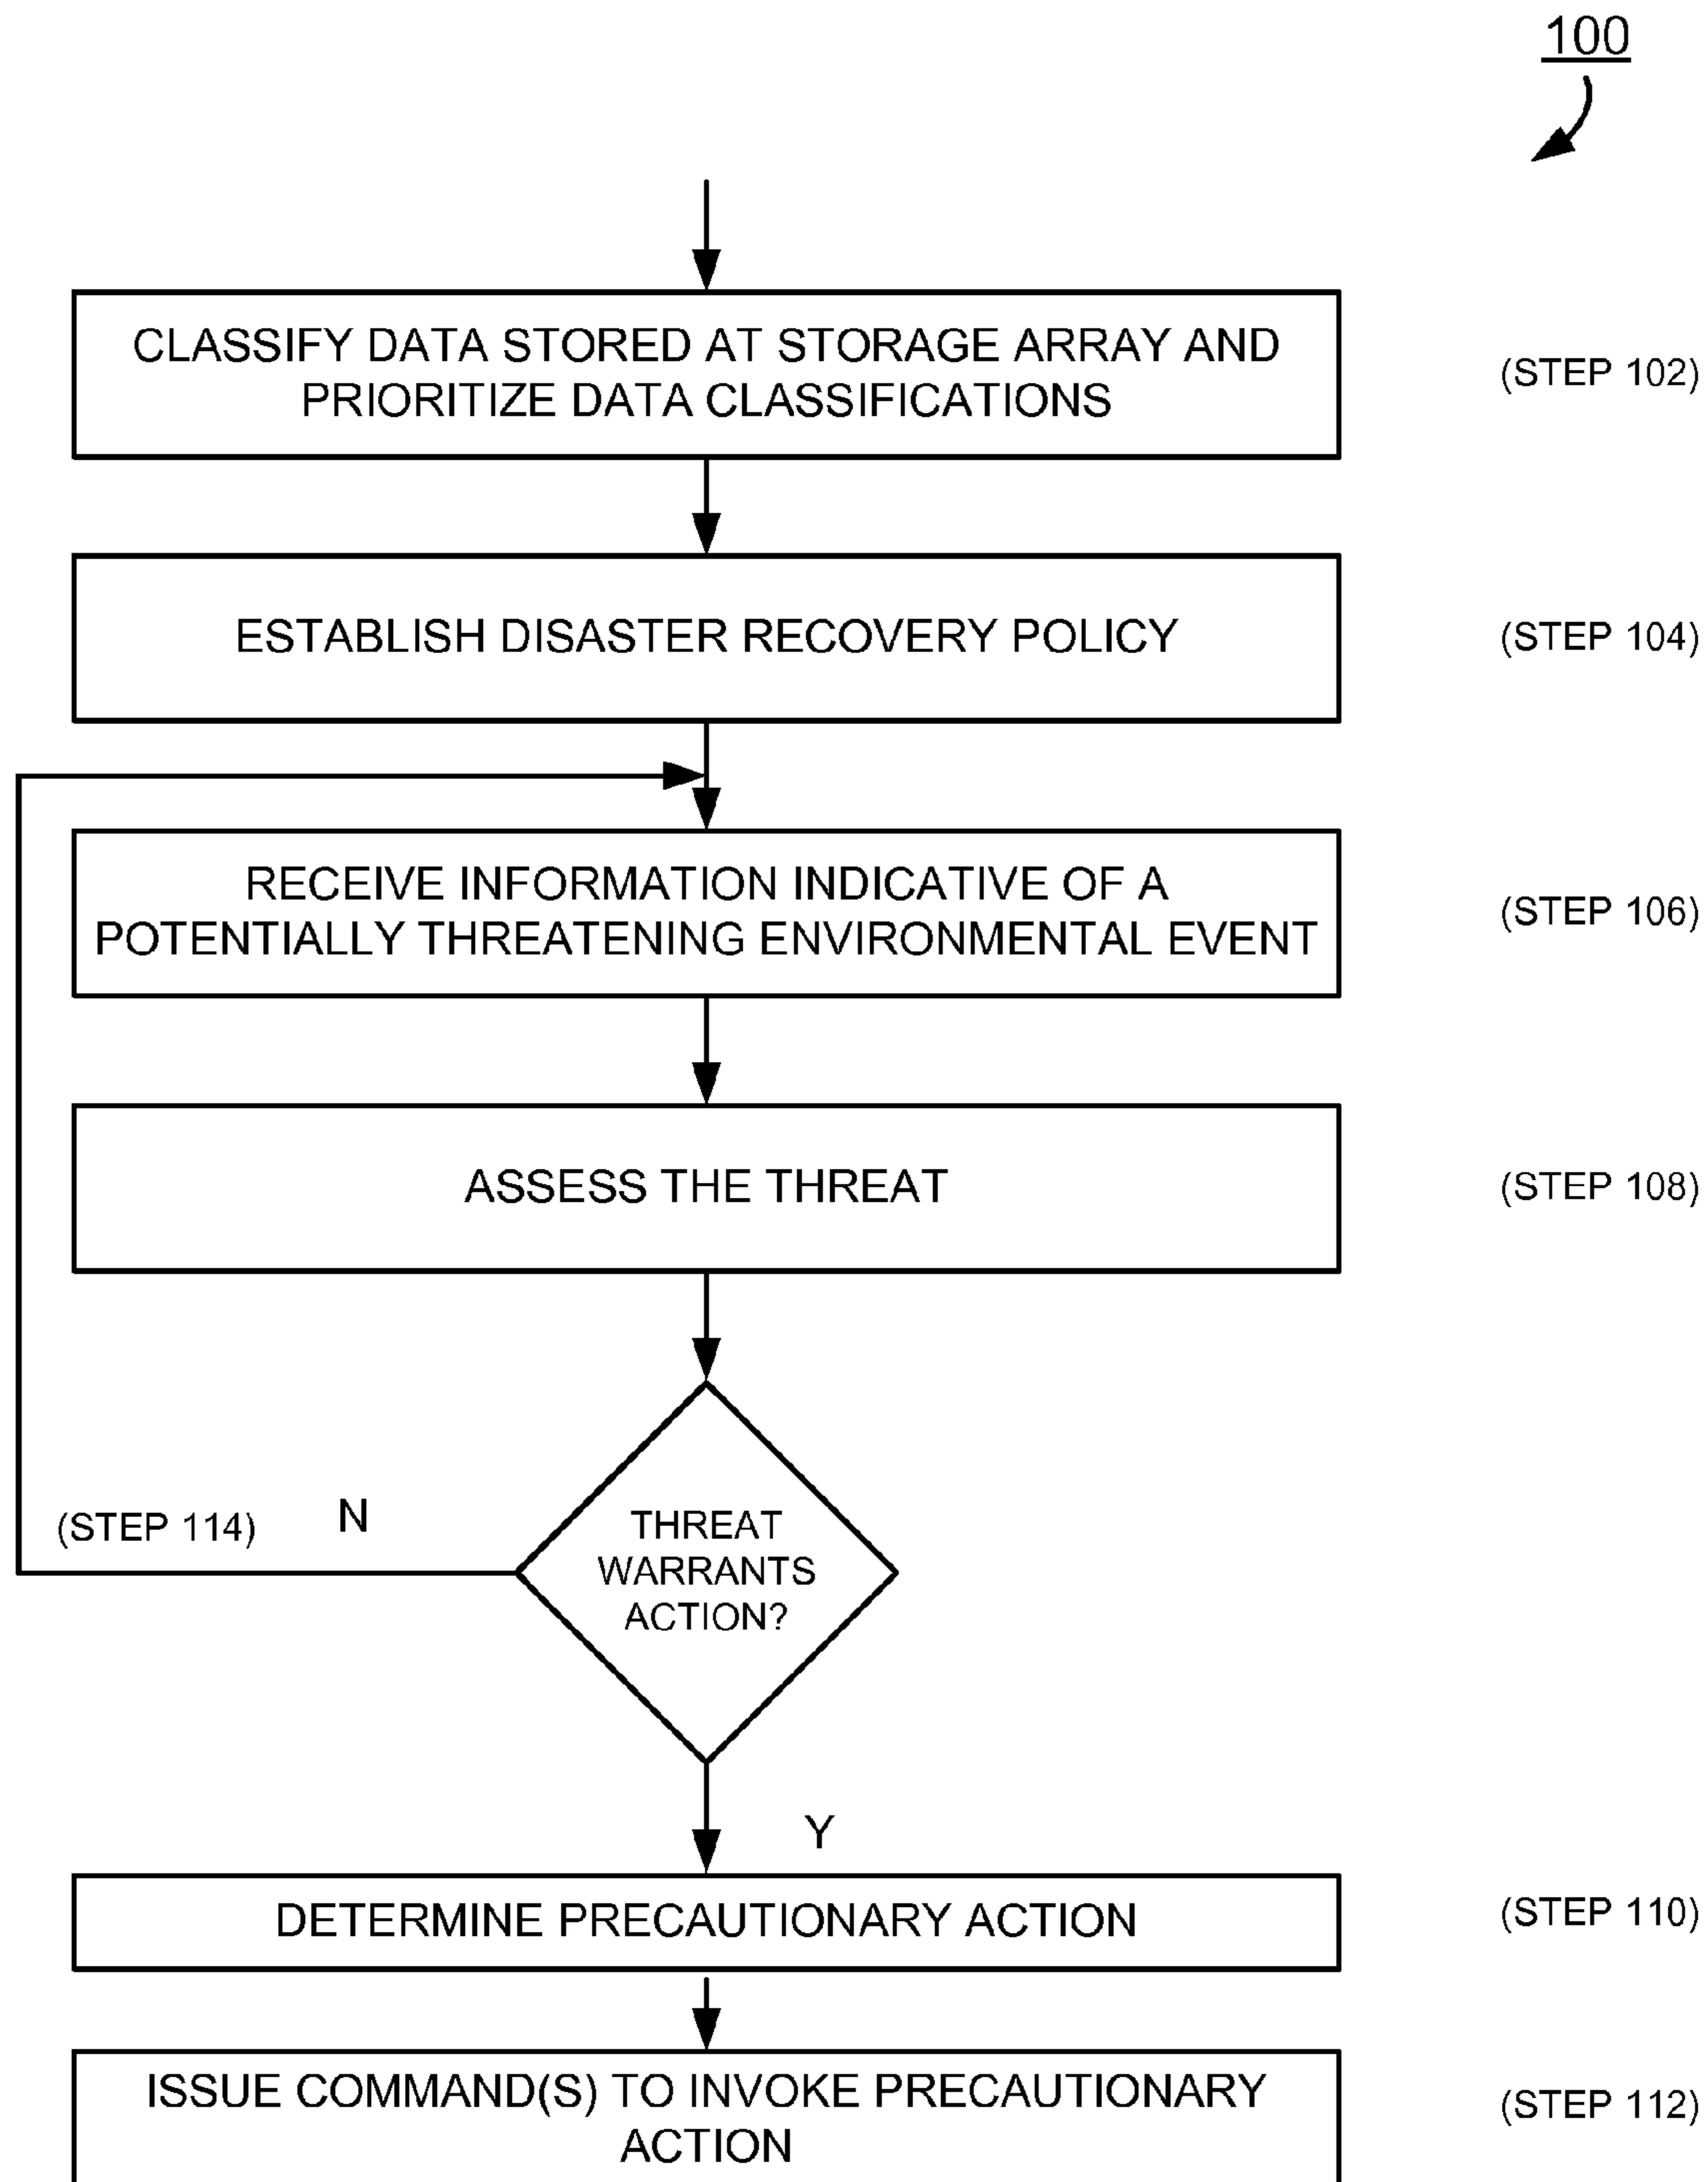 100
CLASSIFY DATA STORED AT STORAGE ARRAY AND
PRIORITIZE DATA CLASSIFICATIONS
(STEP 102)
ESTABLISH DISASTER RECOVERY POLICY
(STEP 104)
RECEIVE INFORMATION INDICATIVE OF A
POTENTIALLY THREATENING ENVIRONMENTAL EVENT
(STEP 106)
ASSESS THE THREAT
(STEP 108)
(STEP 114)
N
THREAT
WARRANTS
ACTION?
Y
DETERMINE PRECAUTIONARY ACTION
(STEP 110)
ISSUE COMMAND(S) TO INVOKE PRECAUTIONARY
ACTION
(STEP 112)